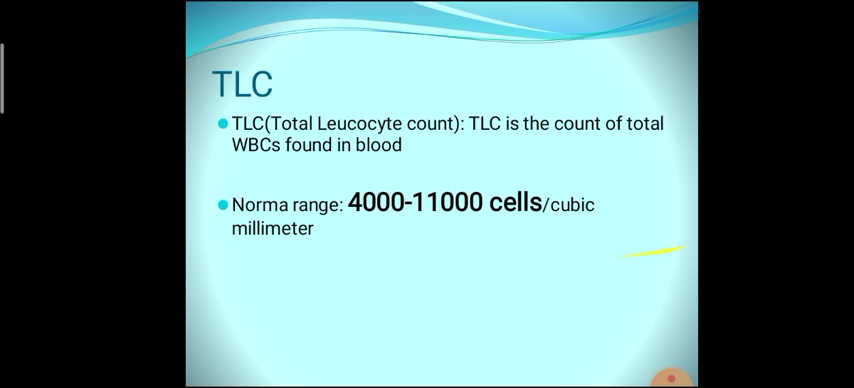 TLC
TLC(Total Leucocyte count): TLC is the count of total
WBCs found in blood
Norma range: 4000-11000 cells/cubic
millimeter